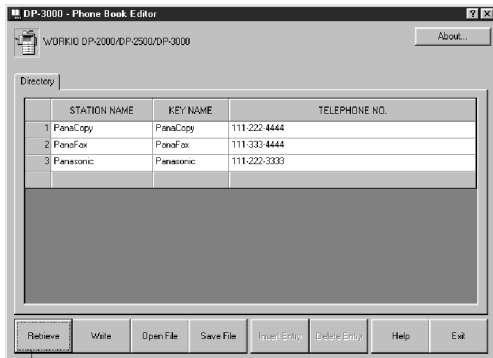 DP-3000 - Phone Book Editor
WORKIO DP-2000/DP-2500/DP-3000
About...
Directory
STATION NAME KEY NAME TELEPHONE NO.
1 PanaCopy PanaCopy 111-222-4444
2 PanaFax PanaFax 111-333-4444
3 Panasonic Panasonic 111-222-3333
Retrieve Write Open File Save File Insert Entry Delete Entry Help Exit